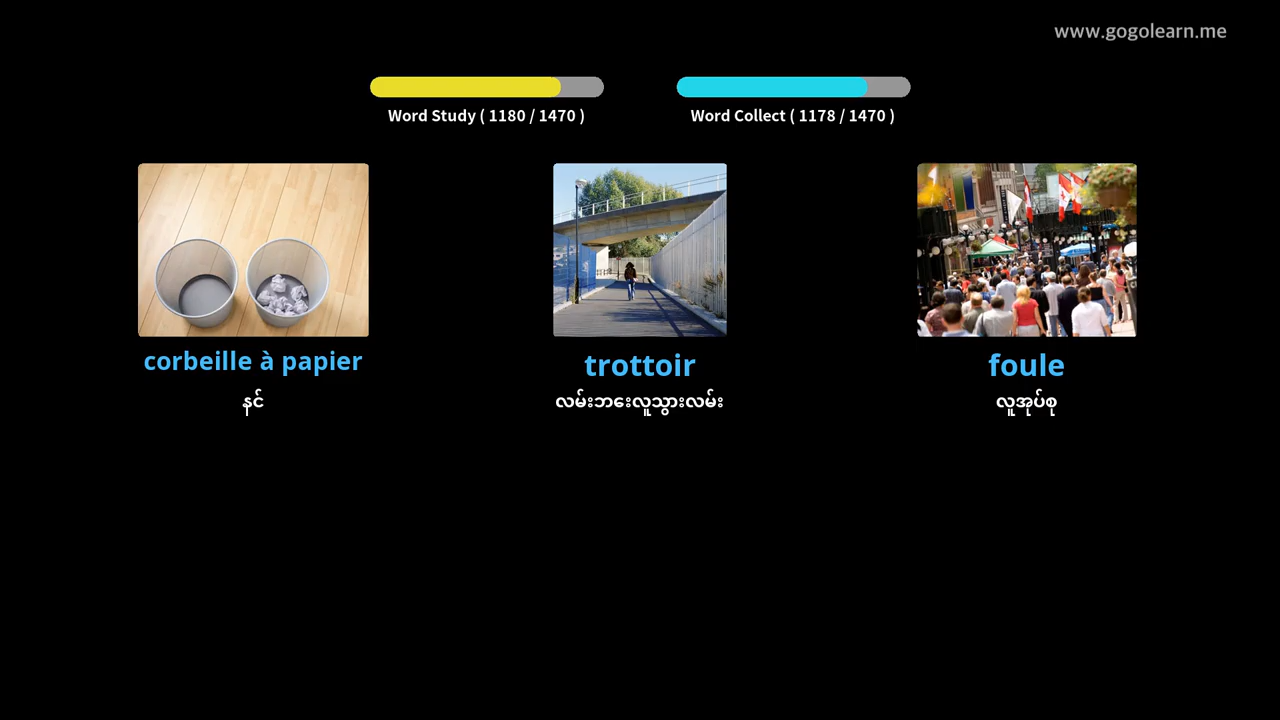 www.gogolearn.me
Word Study ( 1180 / 1470 )
Word Collect ( 1178 / 1470 )
corbeille à papier
trottoir
foule
နင်
လမ်းဘေးလူသွားလမ်း
လူအုပ်စု